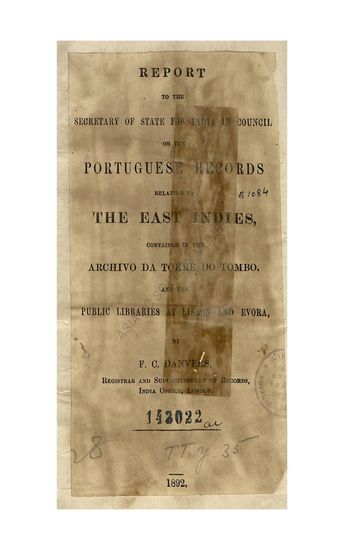 REPORT
TO THE
SECRETARY OF STATE FOR INDIA IN COUNCIL
ON THE
PORTUGUESE RECORDS
RELATING TO
51084
THE EAST INDIES,
CONTAINED IN THE
ARCHIVO DA TORRE DO TOMBO,
AND THE
PUBLIC LIBRARIES AT LISBON AND EVORA,
BY
F. C. DANVERS,
REGISTRAR AND SUPERINTENDENT OF RECORDS,
INDIA OFFICE, LONDON.
143022
28
TT.y.35
1892.